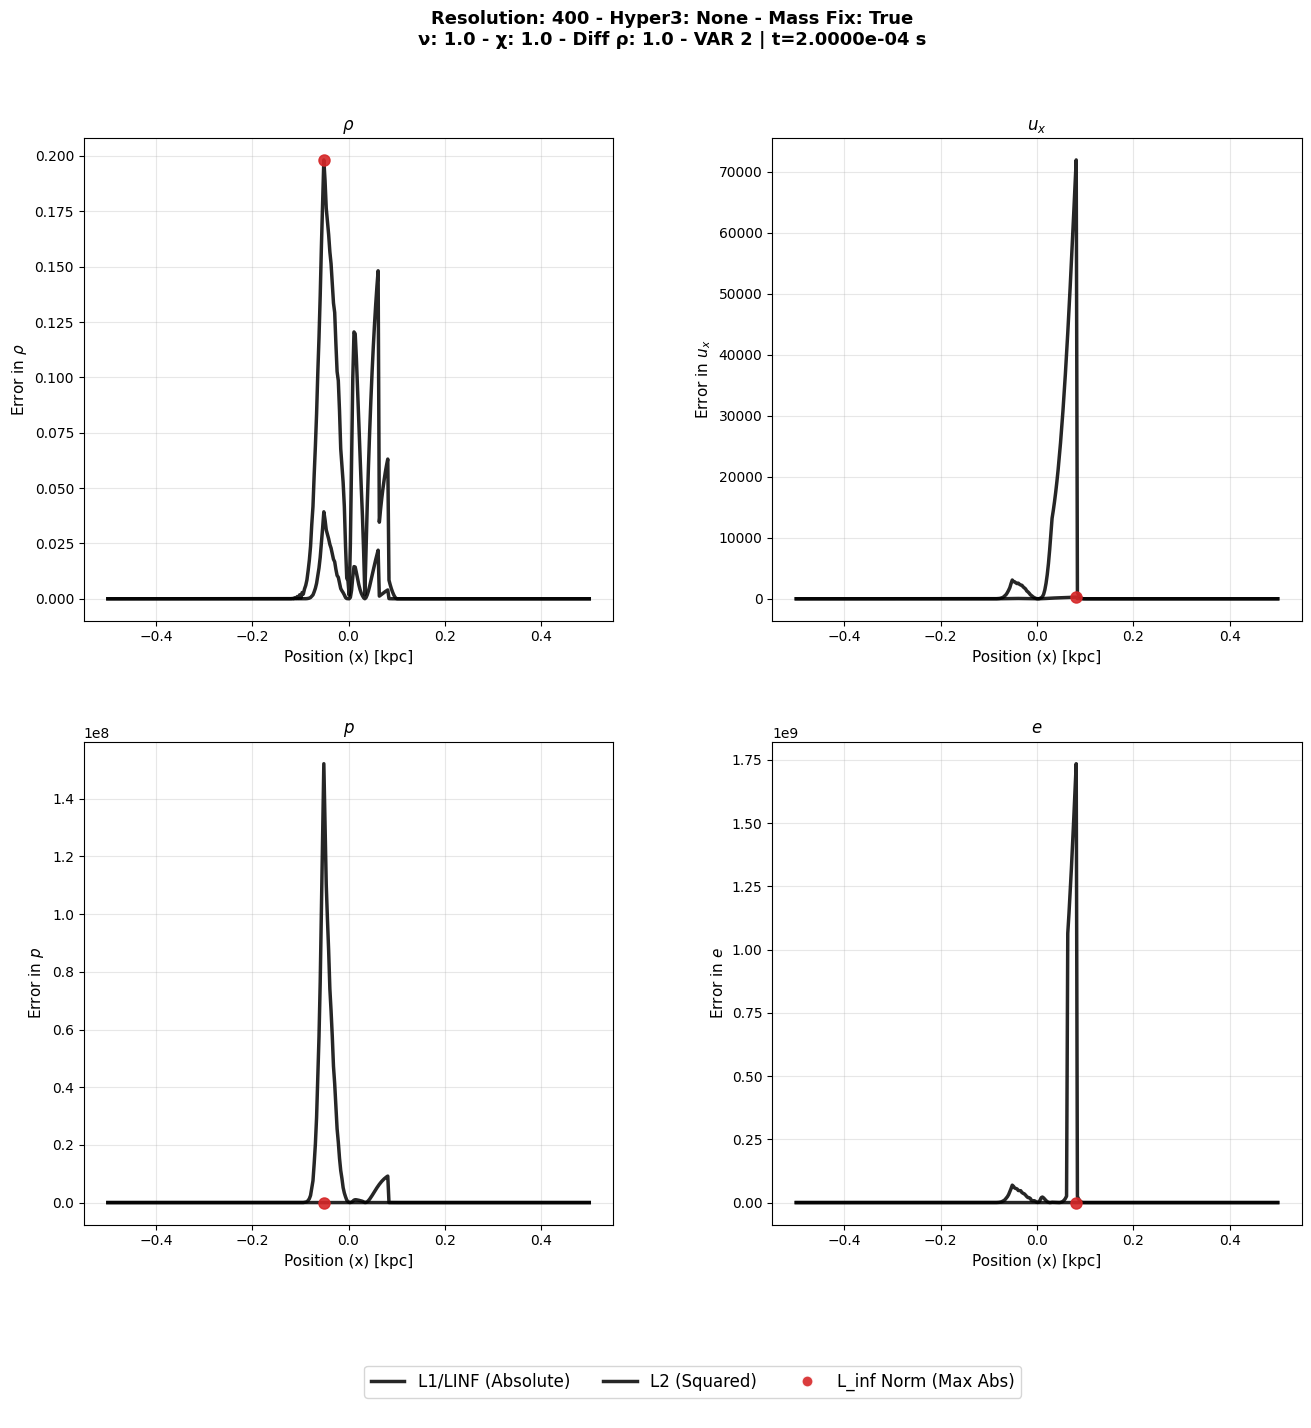 Resolution: 400 - Hyper3: None - Mass Fix: True
ν: 1.0 - χ: 1.0 - Diff ρ: 1.0 - VAR 2 | t=2.0000e-04 s
ρ
0.200
0.175
0.150
0.125
0.100
0.075
0.050
0.025
0.000
Error in ρ
−0.4 −0.2 0.0 0.2 0.4
Position (x) [kpc]
u_x
70000
60000
50000
40000
30000
20000
10000
0
Error in u_x
−0.4 −0.2 0.0 0.2 0.4
Position (x) [kpc]
p
1e8
1.4
1.2
1.0
0.8
0.6
0.4
0.2
0.0
Error in p
−0.4 −0.2 0.0 0.2 0.4
Position (x) [kpc]
e
1e9
1.75
1.50
1.25
1.00
0.75
0.50
0.25
0.00
Error in e
−0.4 −0.2 0.0 0.2 0.4
Position (x) [kpc]
L1/LINF (Absolute) L2 (Squared) L_inf Norm (Max Abs)